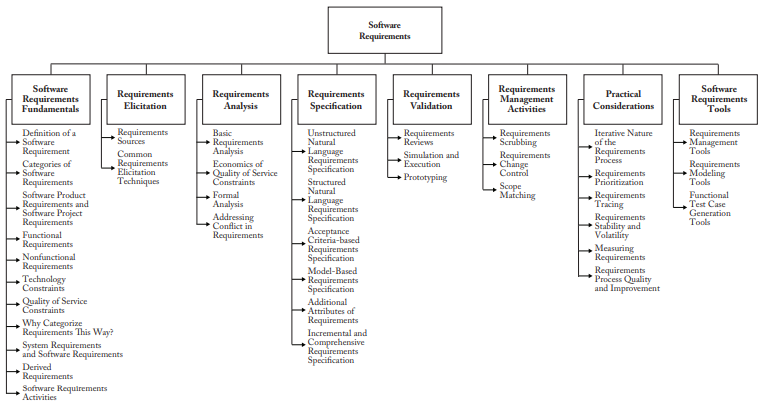 Software
Requirements
Software
Requirements
Fundamentals
Definition of a
Software
Requirement
Categories of
Software
Requirements
Software Product
Requirements and
Software Project
Requirements
Functional
Requirements
Nonfunctional
Requirements
Technology
Constraints
Quality of Service
Constraints
Why Categorize
Requirements This Way?
System Requirements
and Software Requirements
Derived
Requirements
Software Requirements
Activities
Requirements
Elicitation
Requirements
Sources
Common
Requirements
Elicitation
Techniques
Requirements
Analysis
Basic
Requirements
Analysis
Economics of
Quality of Service
Constraints
Formal
Analysis
Addressing
Conflict in
Requirements
Requirements
Specification
Unstructured
Natural
Language
Requirements
Specification
Structured
Natural
Language
Requirements
Specification
Acceptance
Criteria-based
Requirements
Specification
Model-Based
Requirements
Specification
Additional
Attributes of
Requirements
Incremental and
Comprehensive
Requirements
Specification
Requirements
Validation
Requirements
Reviews
Simulation and
Execution
Prototyping
Requirements
Management
Activities
Requirements
Scrubbing
Requirements
Change
Control
Scope
Matching
Practical
Considerations
Iterative Nature
of the
Requirements
Process
Requirements
Prioritization
Requirements
Tracing
Requirements
Stability and
Volatility
Measuring
Requirements
Requirements
Process Quality
and Improvement
Software
Requirements
Tools
Requirements
Management
Tools
Requirements
Modeling
Tools
Functional
Test Case
Generation
Tools